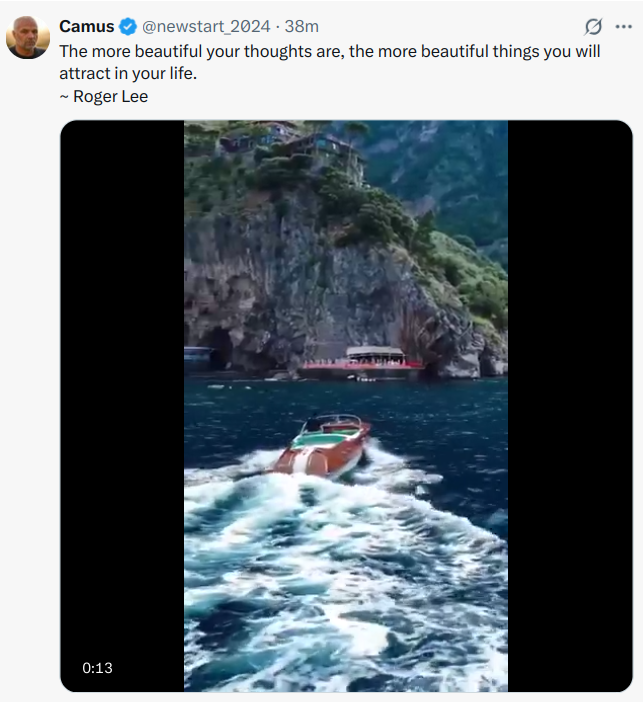 Camus @newstart_2024 · 38m
The more beautiful your thoughts are, the more beautiful things you will
attract in your life.
~ Roger Lee
0:13